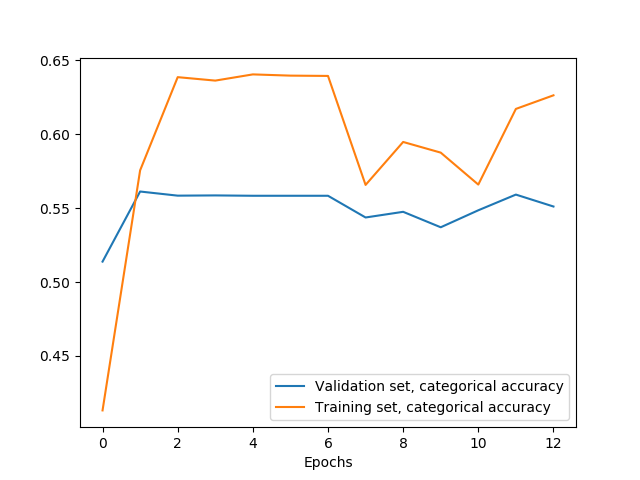 0.65
0.60
0.55
0.50
0.45
Validation set, categorical accuracy
Training set, categorical accuracy
0 2 4 6 8 10 12
Epochs